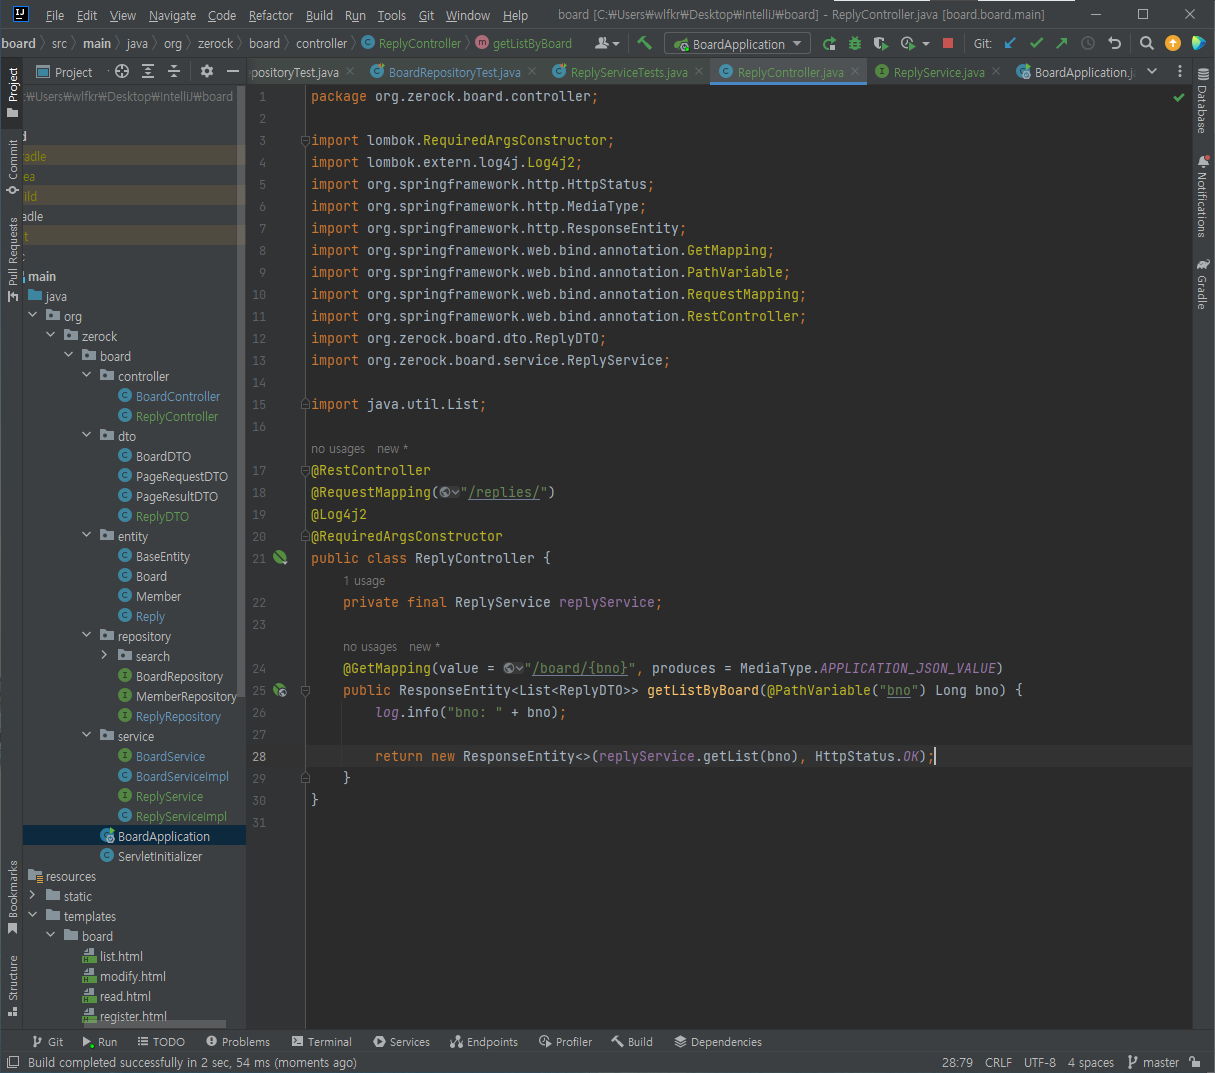 File Edit View Navigate Code Refactor Build Run Tools Git Window Help board [C:₩Users₩wlfkr₩Desktop₩IntelliJ₩board] - ReplyController.java [board.board.main]
board src main java org zerock board controller ReplyController getListByBoard BoardApplication Git:
Project positoryTest.java BoardRepositoryTest.java ReplyServiceTests.java ReplyController.java ReplyService.java BoardApplication.j
:₩Users₩wlfkr₩Desktop₩IntelliJ₩board
d
adle
ea
ild
adle
t
main
java
org
zerock
board
controller
BoardController
ReplyController
dto
BoardDTO
PageRequestDTO
PageResultDTO
ReplyDTO
entity
BaseEntity
Board
Member
Reply
repository
search
BoardRepository
MemberRepository
ReplyRepository
service
BoardService
BoardServiceImpl
ReplyService
ReplyServiceImpl
BoardApplication
ServletInitializer
resources
static
templates
board
list.html
modify.html
read.html
register.html
Project
Commit
Pull Requests
Bookmarks
Structure
1 package org.zerock.board.controller;
2
3 import lombok.RequiredArgsConstructor;
4 import lombok.extern.log4j.Log4j2;
5 import org.springframework.http.HttpStatus;
6 import org.springframework.http.MediaType;
7 import org.springframework.http.ResponseEntity;
8 import org.springframework.web.bind.annotation.GetMapping;
9 import org.springframework.web.bind.annotation.PathVariable;
10 import org.springframework.web.bind.annotation.RequestMapping;
11 import org.springframework.web.bind.annotation.RestController;
12 import org.zerock.board.dto.ReplyDTO;
13 import org.zerock.board.service.ReplyService;
14
15 import java.util.List;
16
no usages new *
17 @RestController
18 @RequestMapping("/replies/")
19 @Log4j2
20 @RequiredArgsConstructor
21 public class ReplyController {
1 usage
22 private final ReplyService replyService;
23
no usages new *
24 @GetMapping(value = "/board/{bno}", produces = MediaType.APPLICATION_JSON_VALUE)
25 public ResponseEntity<List<ReplyDTO>> getListByBoard(@PathVariable("bno") Long bno) {
26 log.info("bno: " + bno);
27
28 return new ResponseEntity<>(replyService.getList(bno), HttpStatus.OK);
29 }
30 }
31
Database
Notifications
Gradle
Git Run TODO Problems Terminal Services Endpoints Profiler Build Dependencies
Build completed successfully in 2 sec, 54 ms (moments ago) 28:79 CRLF UTF-8 4 spaces master